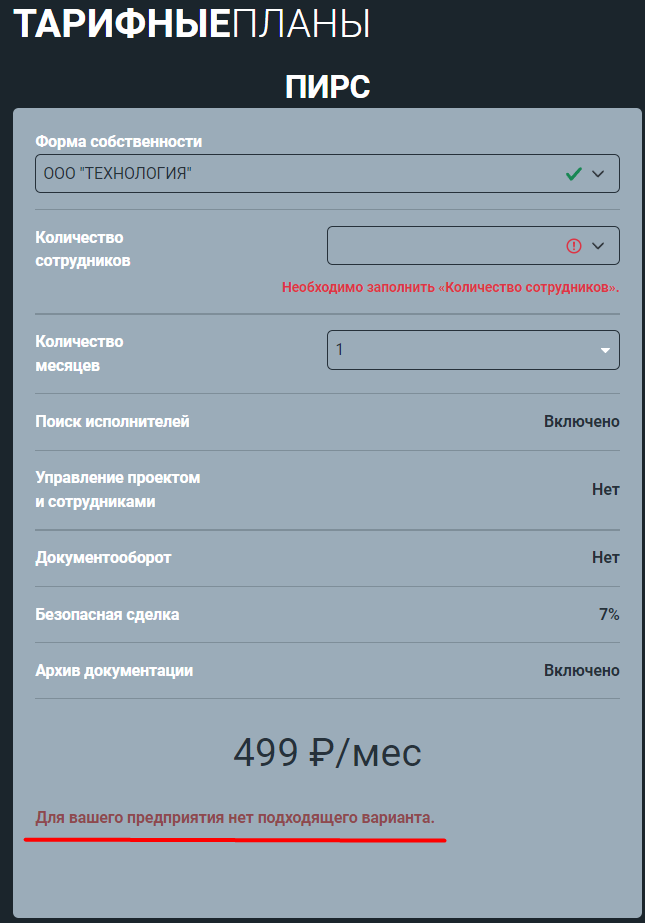 ТАРИФНЫЕПЛАНЫ
ПИРС
Форма собственности
ООО "ТЕХНОЛОГИЯ"
Количество
сотрудников
Необходимо заполнить «Количество сотрудников».
Количество
месяцев
1
Поиск исполнителей Включено
Управление проектом
и сотрудниками
Нет
Документооборот Нет
Безопасная сделка 7%
Архив документации Включено
499 ₽/мес
Для вашего предприятия нет подходящего варианта.